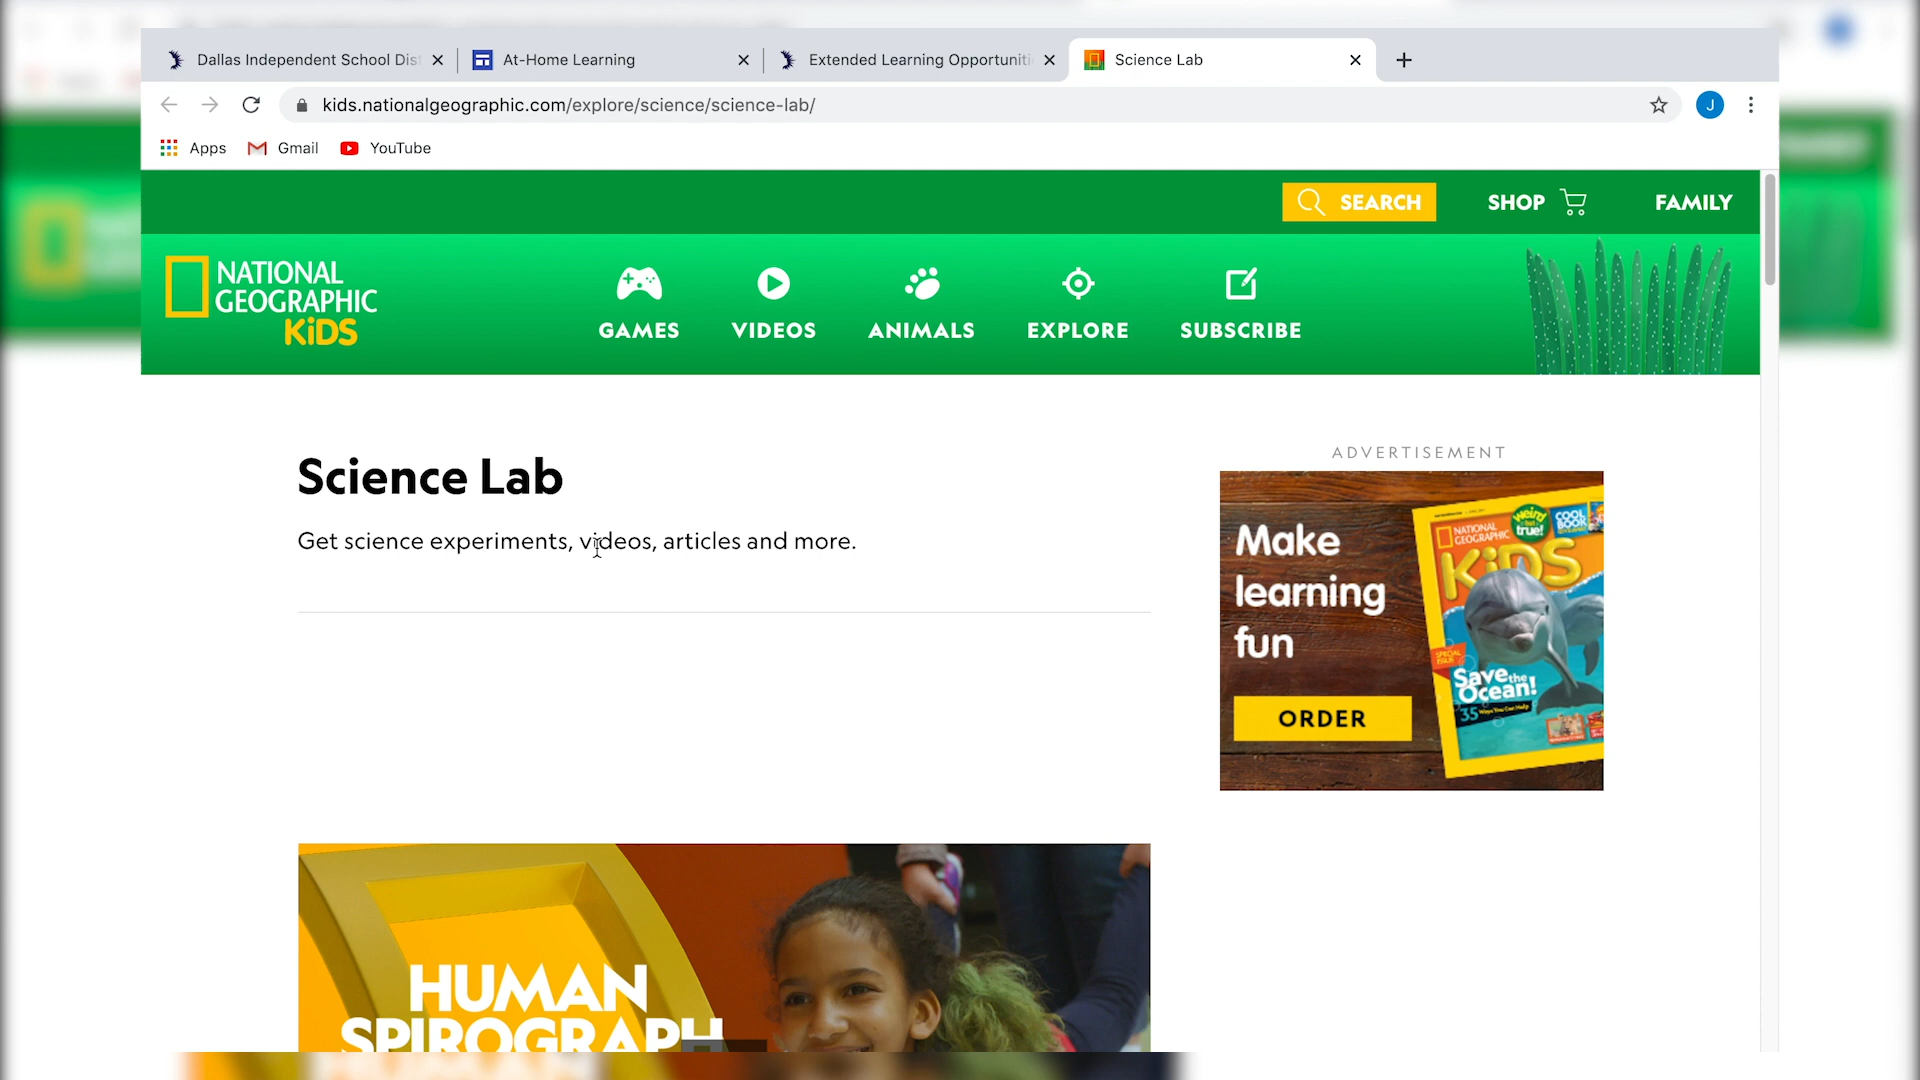 Dallas Independent School Dis
At-Home Learning
Extended Learning Opportuniti
Science Lab
kids.nationalgeographic.com/explore/science/science-lab/
J
Apps
Gmail
YouTube
SEARCH
SHOP
FAMILY
NATIONAL
GEOGRAPHIC
KiDS
GAMES
VIDEOS
ANIMALS
EXPLORE
SUBSCRIBE
Science Lab
Get science experiments, videos, articles and more.
ADVERTISEMENT
Make
learning
fun
ORDER
NATIONAL
GEOGRAPHIC
KiDS
weird
but
true!
COOL
BOOK
SPECIAL
ISSUE!
Save the
Ocean!
35 Ways You Can Help
HUMAN
SPIROGRAPH